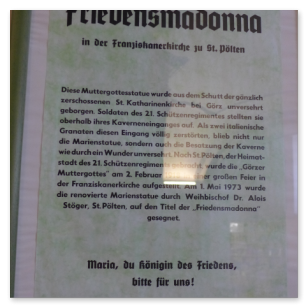 Friedensmadonna
in der Franziskanerkirche zu St. Pölten
Diese Muttergottesstatue wurde aus dem Schutt der gänzlich
zerschossenen St. Katharinenkirche bei Görz unversehrt
geborgen. Soldaten des 21. Schützenregimentes stellten sie
oberhalb ihres Kaverneneinganges auf. Als zwei italienische
Granaten diesen Eingang völlig zerstörten, blieb nicht nur
die Marienstatue, sondern auch die Besatzung der Kaverne
wie durch ein Wunder unversehrt. Nach St. Pölten, der Heimat-
stadt des 21. Schützenregimentes gebracht, wurde die „Görzer
Muttergottes" am 2. Februar großen Feier in
der Franziskanerkirche aufgestellt. Am 1. Mai 1973 wurde
die renovierte Marienstatue durch Weihbischof Dr. Alois
Stöger, St. Pölten, auf den Titel der „Friedensmadonna"
gesegnet.
Maria, du Königin des Friedens,
bitte für uns!